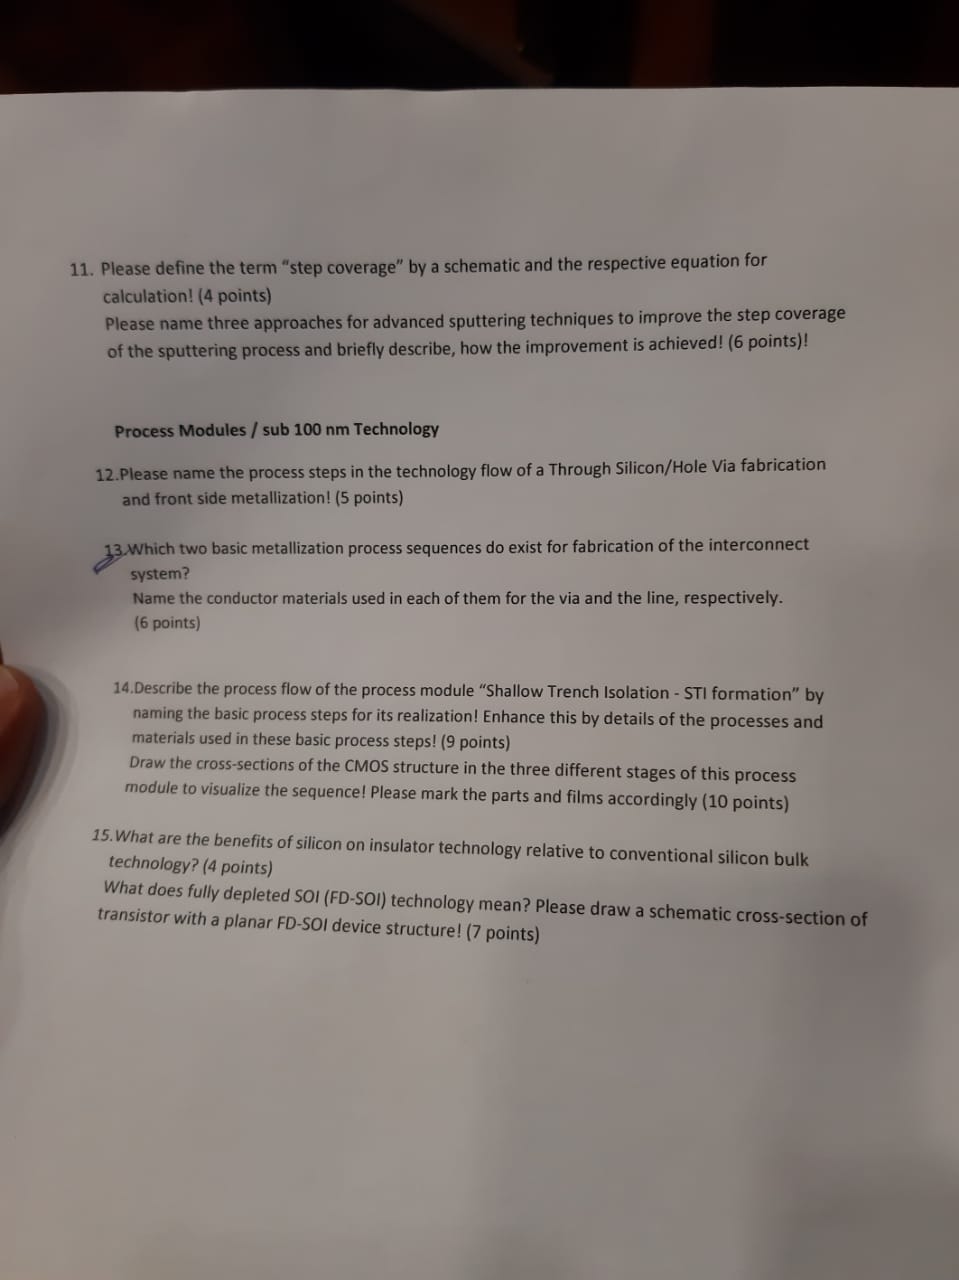 11. Please define the term “step coverage” by a schematic and the respective equation for
calculation! (4 points)
Please name three approaches for advanced sputtering techniques to improve the step coverage
of the sputtering process and briefly describe, how the improvement is achieved! (6 points)!
Process Modules / sub 100 nm Technology
12.Please name the process steps in the technology flow of a Through Silicon/Hole Via fabrication
and front side metallization! (5 points)
13.Which two basic metallization process sequences do exist for fabrication of the interconnect
system?
Name the conductor materials used in each of them for the via and the line, respectively.
(6 points)
14.Describe the process flow of the process module “Shallow Trench Isolation - STI formation” by
naming the basic process steps for its realization! Enhance this by details of the processes and
materials used in these basic process steps! (9 points)
Draw the cross-sections of the CMOS structure in the three different stages of this process
module to visualize the sequence! Please mark the parts and films accordingly (10 points)
15.What are the benefits of silicon on insulator technology relative to conventional silicon bulk
technology? (4 points)
What does fully depleted SOI (FD-SOI) technology mean? Please draw a schematic cross-section of
transistor with a planar FD-SOI device structure! (7 points)